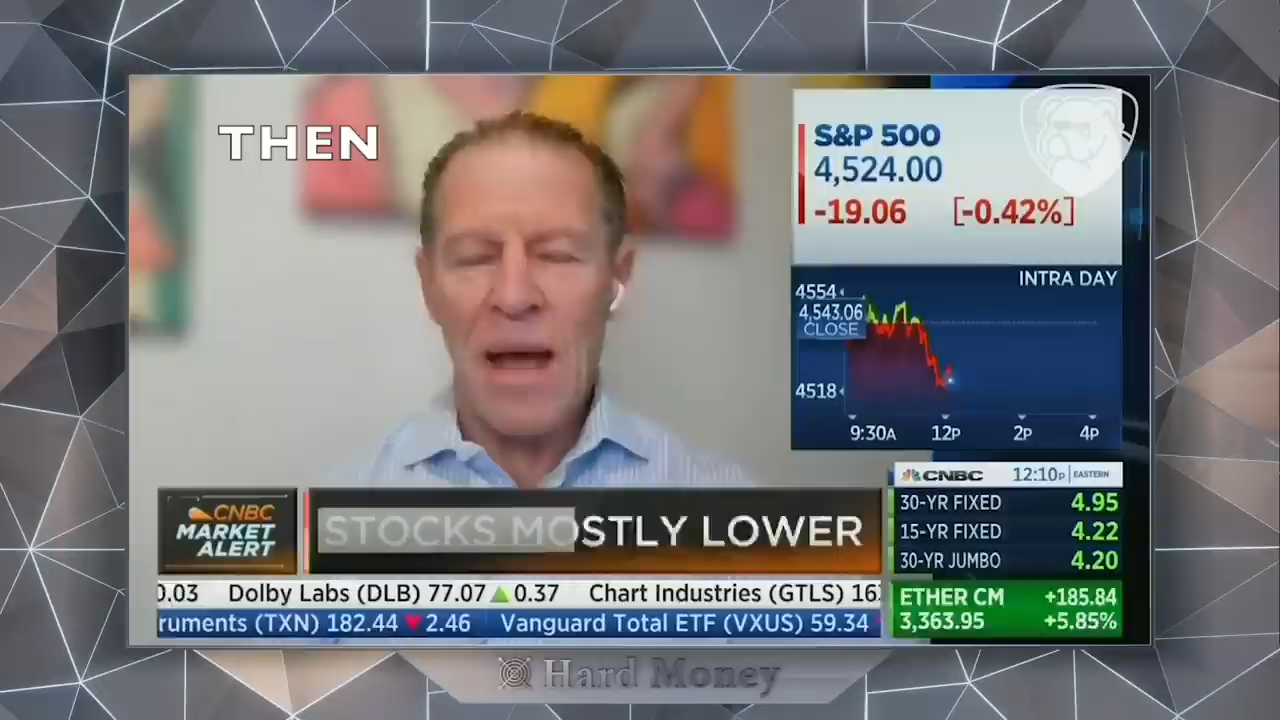 THEN
S&P 500
4,524.00
-19.06 [-0.42%]
INTRA DAY
4554
4,543.06
CLOSE
4518
9:30A 12P 2P 4P
CNBC 12:10P EASTERN
30-YR FIXED 4.95
15-YR FIXED 4.22
30-YR JUMBO 4.20
ETHER CM +185.84
3,363.95 +5.85%
CNBC
MARKET
ALERT
STOCKS MOSTLY LOWER
0.03 Dolby Labs (DLB) 77.07 ▲ 0.37 Chart Industries (GTLS) 16
ruments (TXN) 182.44 ▼ 2.46 Vanguard Total ETF (VXUS) 59.34
Hard Money